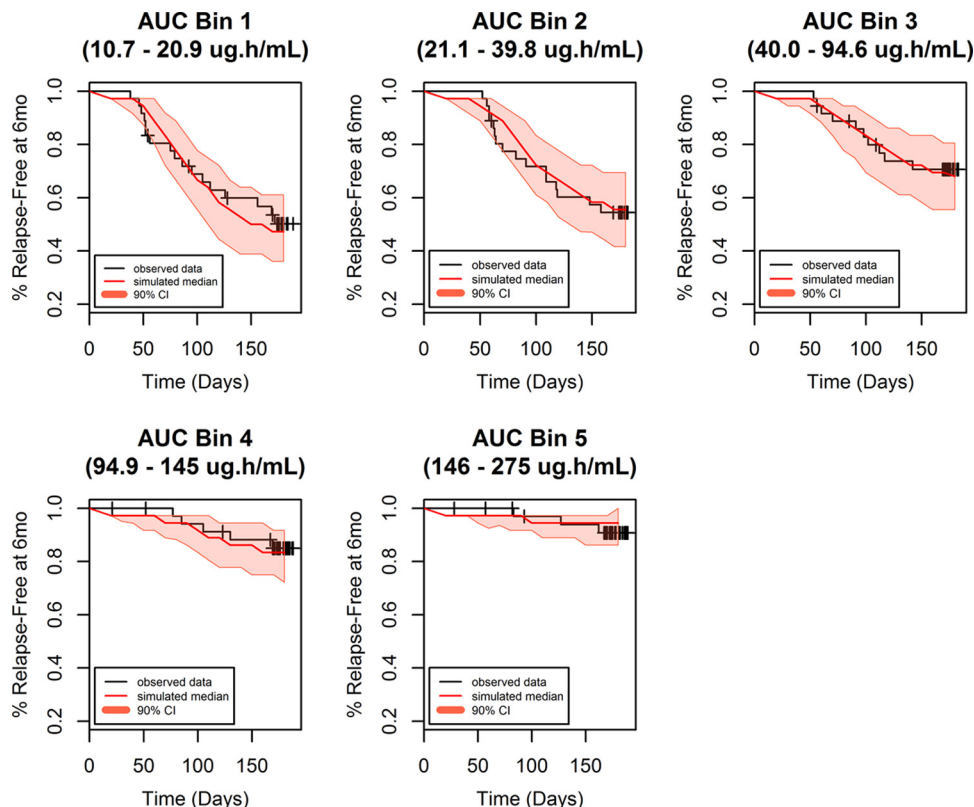 AUC Bin 1
(10.7 - 20.9 ug.h/mL)
% Relapse-Free at 6mo
1.0
0.8
0.6
0.4
0.2
observed data
simulated median
90% CI
0 50 100 150
Time (Days)
AUC Bin 2
(21.1 - 39.8 ug.h/mL)
% Relapse-Free at 6mo
1.0
0.8
0.6
0.4
0.2
observed data
simulated median
90% CI
0 50 100 150
Time (Days)
AUC Bin 3
(40.0 - 94.6 ug.h/mL)
% Relapse-Free at 6mo
1.0
0.8
0.6
0.4
0.2
observed data
simulated median
90% CI
0 50 100 150
Time (Days)
AUC Bin 4
(94.9 - 145 ug.h/mL)
% Relapse-Free at 6mo
1.0
0.8
0.6
0.4
0.2
observed data
simulated median
90% CI
0 50 100 150
Time (Days)
AUC Bin 5
(146 - 275 ug.h/mL)
% Relapse-Free at 6mo
1.0
0.8
0.6
0.4
0.2
observed data
simulated median
90% CI
0 50 100 150
Time (Days)